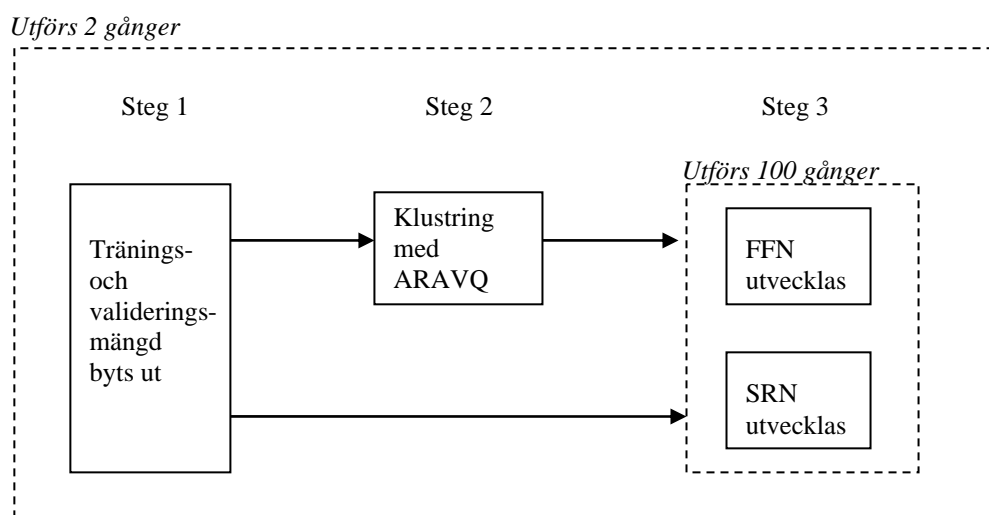 Utförs 2 gånger
Steg 1
Steg 2
Steg 3
Utförs 100 gånger
Tränings-
och
validerings-
mängd
byts ut
Klustring
med
ARAVQ
FFN
utvecklas
SRN
utvecklas